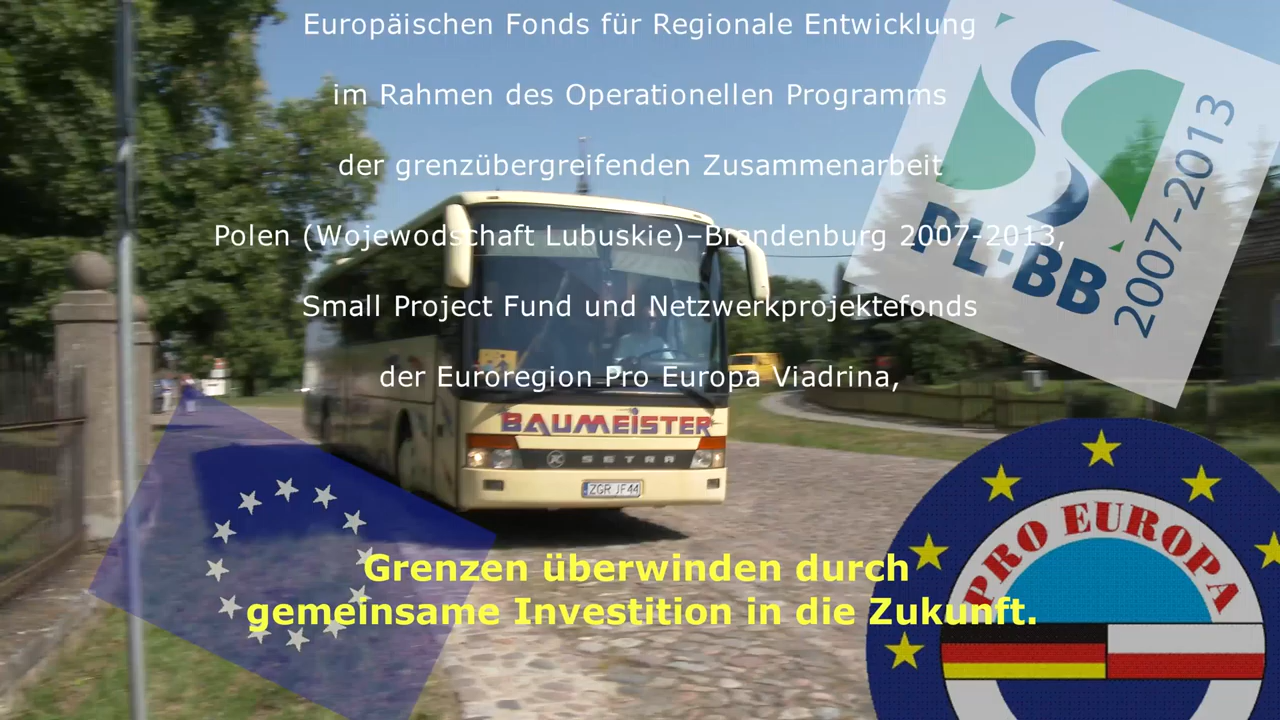 Europäischen Fonds für Regionale Entwicklung
im Rahmen des Operationellen Programms
der grenzübergreifenden Zusammenarbeit
Polen (Wojewodschaft Lubuskie)–Brandenburg 2007-2013,
Small Project Fund und Netzwerkprojektefonds
der Euroregion Pro Europa Viadrina,
PL·BB
2007-2013
BAUMEISTER
SETRA
ZGR JF44
Grenzen überwinden durch
gemeinsame Investition in die Zukunft.
PRO EUROPA